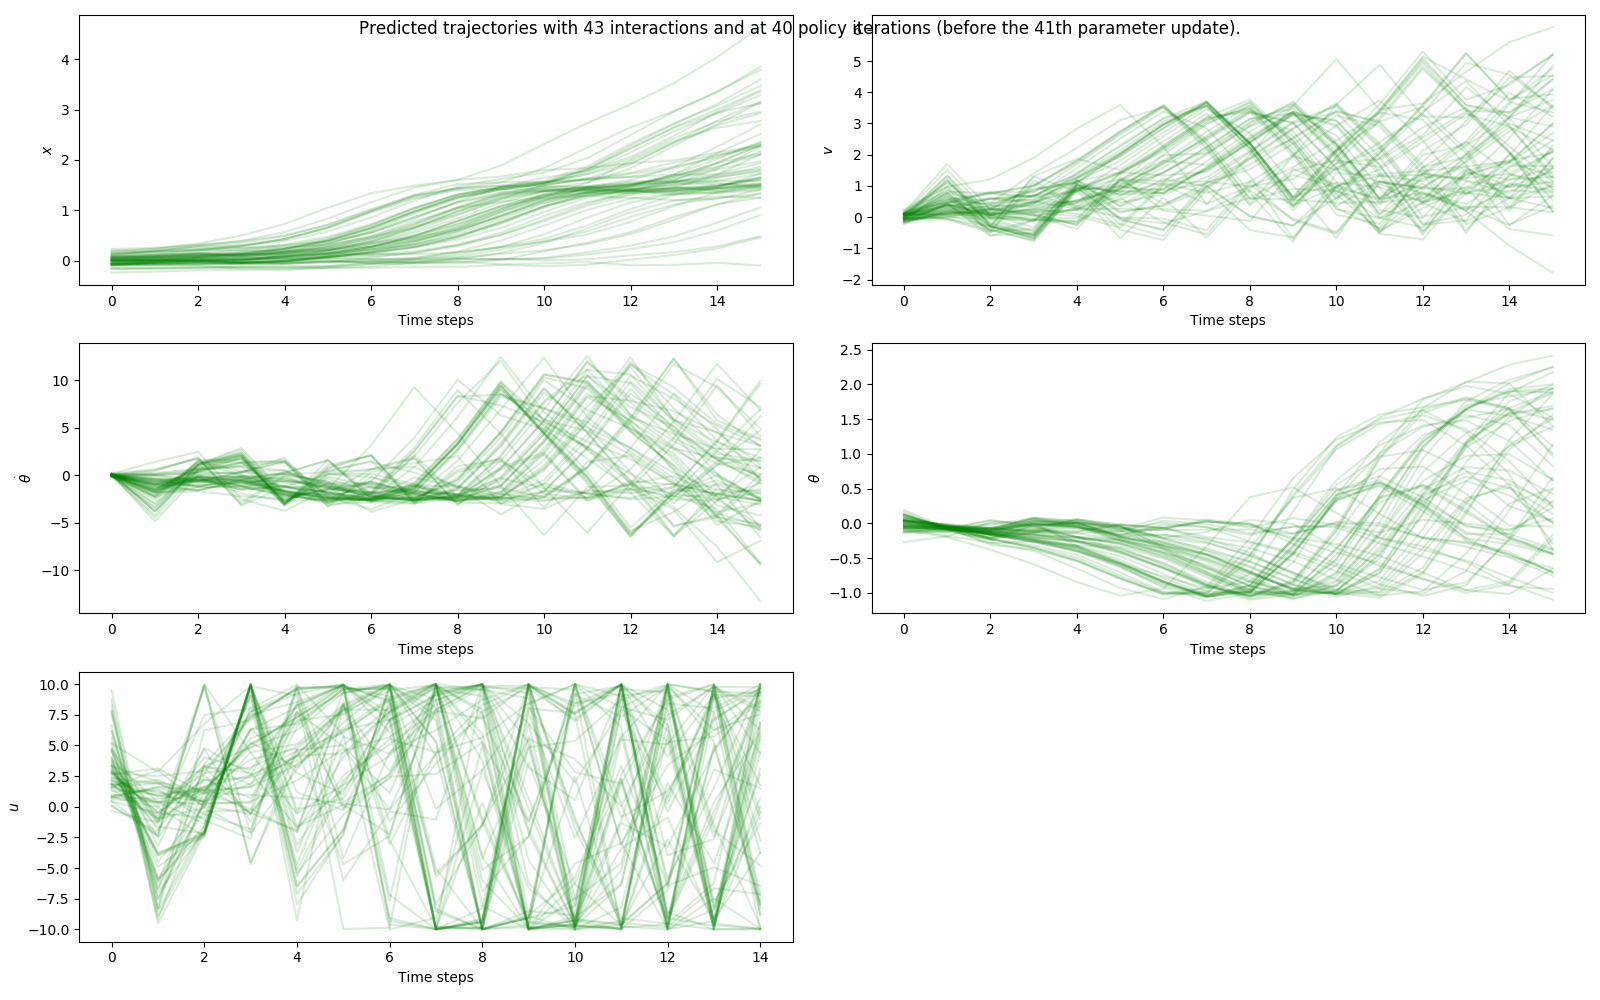 Predicted trajectories with 43 interactions and at 40 policy iterations (before the 41th parameter update).
4
3
2
1
0
x
0 2 4 6 8 10 12 14
Time steps
6
5
4
3
2
1
0
−1
−2
v
0 2 4 6 8 10 12 14
Time steps
10
5
0
−5
−10
θ̇
0 2 4 6 8 10 12 14
Time steps
2.5
2.0
1.5
1.0
0.5
0.0
−0.5
−1.0
θ
0 2 4 6 8 10 12 14
Time steps
10.0
7.5
5.0
2.5
0.0
−2.5
−5.0
−7.5
−10.0
u
0 2 4 6 8 10 12 14
Time steps